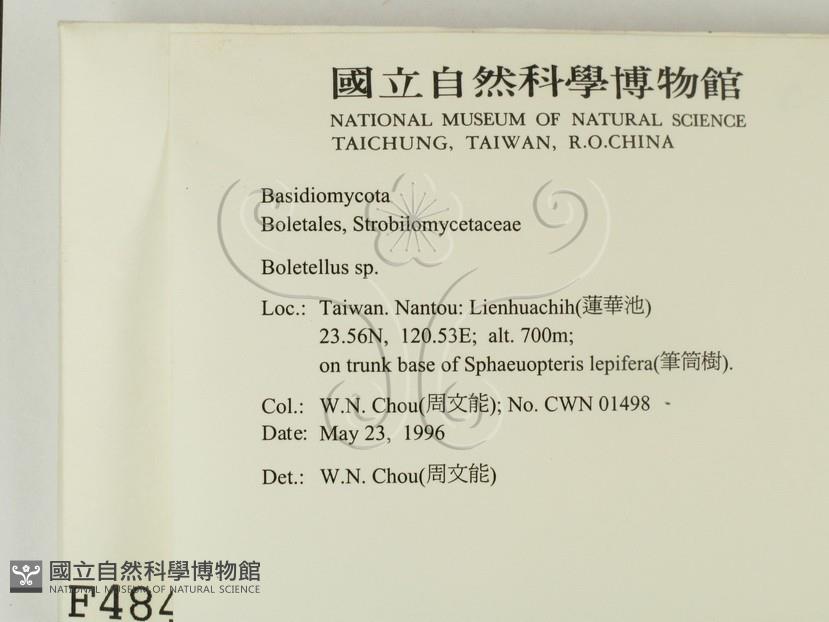 國立自然科學博物館
NATIONAL MUSEUM OF NATURAL SCIENCE
TAICHUNG, TAIWAN, R.O.CHINA
Basidiomycota
Boletales, Strobilomycetaceae
Boletellus sp.
Loc.: Taiwan. Nantou: Lienhuachih(蓮華池)
23.56N, 120.53E; alt. 700m;
on trunk base of Sphaeuopteris lepifera(筆筒樹).
Col.: W.N. Chou(周文能); No. CWN 01498
Date: May 23, 1996
Det.: W.N. Chou(周文能)
國立自然科學博物館
NATIONAL MUSEUM OF NATURAL SCIENCE